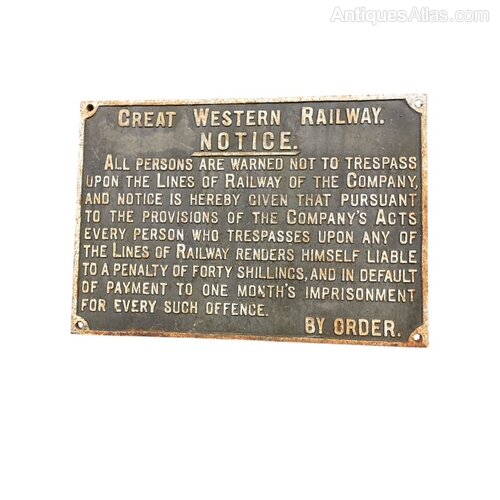 AntiquesAtlas.com
GREAT WESTERN RAILWAY.
NOTICE.
ALL PERSONS ARE WARNED NOT TO TRESPASS
UPON THE LINES OF RAILWAY OF THE COMPANY,
AND NOTICE IS HEREBY GIVEN THAT PURSUANT
TO THE PROVISIONS OF THE COMPANY'S ACTS
EVERY PERSON WHO TRESPASSES UPON ANY OF
THE LINES OF RAILWAY RENDERS HIMSELF LIABLE
TO A PENALTY OF FORTY SHILLINGS, AND IN DEFAULT
OF PAYMENT TO ONE MONTH'S IMPRISONMENT
FOR EVERY SUCH OFFENCE.
BY ORDER.